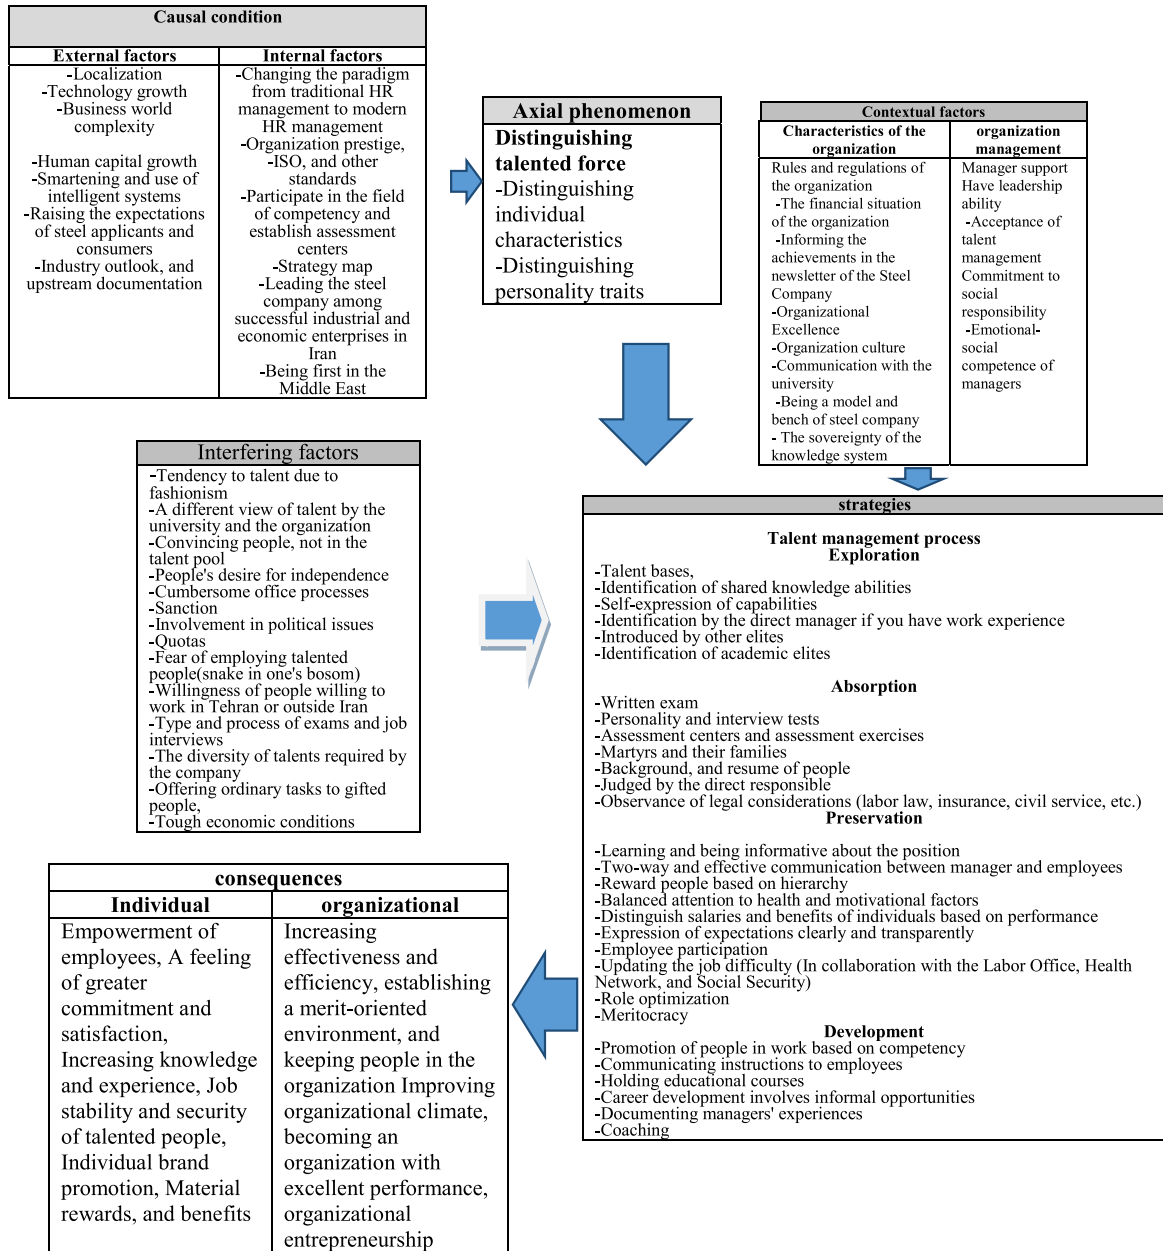 Causal condition
External factors
-Localization
-Technology growth
-Business world
complexity
-Human capital growth
-Smartening and use of
intelligent systems
-Raising the expectations
of steel applicants and
consumers
-Industry outlook, and
upstream documentation
Internal factors
-Changing the paradigm
from traditional HR
management to modern
HR management
-Organization prestige,
-ISO, and other
standards
-Participate in the field
of competency and
establish assessment
centers
-Strategy map
-Leading the steel
company among
successful industrial and
economic enterprises in
Iran
-Being first in the
Middle East
Axial phenomenon
Distinguishing
talented force
-Distinguishing
individual
characteristics
-Distinguishing
personality traits
Contextual factors
Characteristics of the
organization
Rules and regulations of
the organization
-The financial situation
of the organization
-Informing the
achievements in the
newsletter of the Steel
Company
-Organizational
Excellence
-Organization culture
-Communication with the
university
-Being a model and
bench of steel company
- The sovereignty of the
knowledge system
organization
management
Manager support
Have leadership
ability
-Acceptance of
talent
management
Commitment to
social
responsibility
-Emotional-
social
competence of
managers
Interfering factors
-Tendency to talent due to
fashionism
-A different view of talent by the
university and the organization
-Convincing people, not in the
talent pool
-People's desire for independence
-Cumbersome office processes
-Sanction
-Involvement in political issues
-Quotas
-Fear of employing talented
people(snake in one's bosom)
-Willingness of people willing to
work in Tehran or outside Iran
-Type and process of exams and job
interviews
-The diversity of talents required by
the company
-Offering ordinary tasks to gifted
people,
-Tough economic conditions
strategies
Talent management process
Exploration
-Talent bases,
-Identification of shared knowledge abilities
-Self-expression of capabilities
-Identification by the direct manager if you have work experience
-Introduced by other elites
-Identification of academic elites
Absorption
-Written exam
-Personality and interview tests
-Assessment centers and assessment exercises
-Martyrs and their families
-Background, and resume of people
-Judged by the direct responsible
-Observance of legal considerations (labor law, insurance, civil service, etc.)
Preservation
-Learning and being informative about the position
-Two-way and effective communication between manager and employees
-Reward people based on hierarchy
-Balanced attention to health and motivational factors
-Distinguish salaries and benefits of individuals based on performance
-Expression of expectations clearly and transparently
-Employee participation
-Updating the job difficulty (In collaboration with the Labor Office, Health
Network, and Social Security)
-Role optimization
-Meritocracy
Development
-Promotion of people in work based on competency
-Communicating instructions to employees
-Holding educational courses
-Career development involves informal opportunities
-Documenting managers' experiences
-Coaching
consequences
Individual
Empowerment of
employees, A feeling
of greater
commitment and
satisfaction,
Increasing knowledge
and experience, Job
stability and security
of talented people,
Individual brand
promotion, Material
rewards, and benefits
organizational
Increasing
effectiveness and
efficiency, establishing
a merit-oriented
environment, and
keeping people in the
organization Improving
organizational climate,
becoming an
organization with
excellent performance,
organizational
entrepreneurship